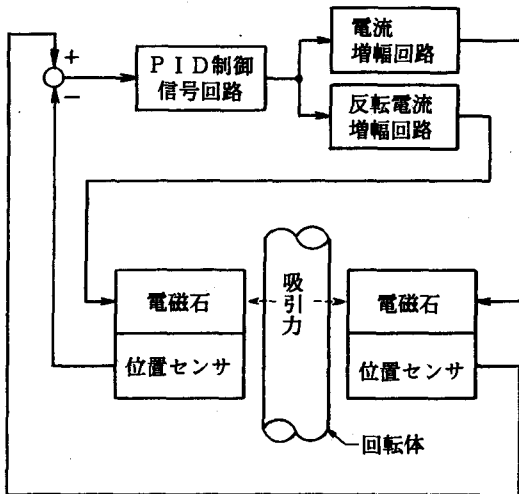 電流
増幅回路
+
−
ＰＩＤ制御
信号回路
反転電流
増幅回路
吸引力
電磁石
電磁石
位置センサ
位置センサ
回転体